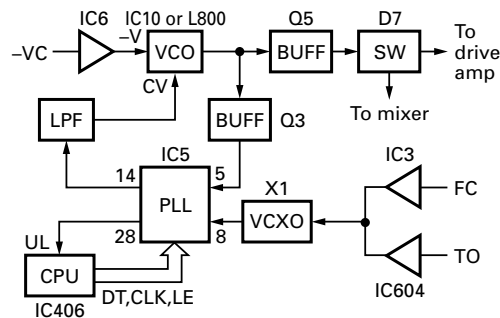 IC6
IC10 or L800
Q5
D7
–VC
–V
VCO
BUFF
SW
To
drive
amp
CV
To mixer
LPF
BUFF
Q3
IC5
14
5
PLL
28
8
X1
VCXO
IC3
FC
TO
IC604
UL
CPU
DT,CLK,LE
IC406